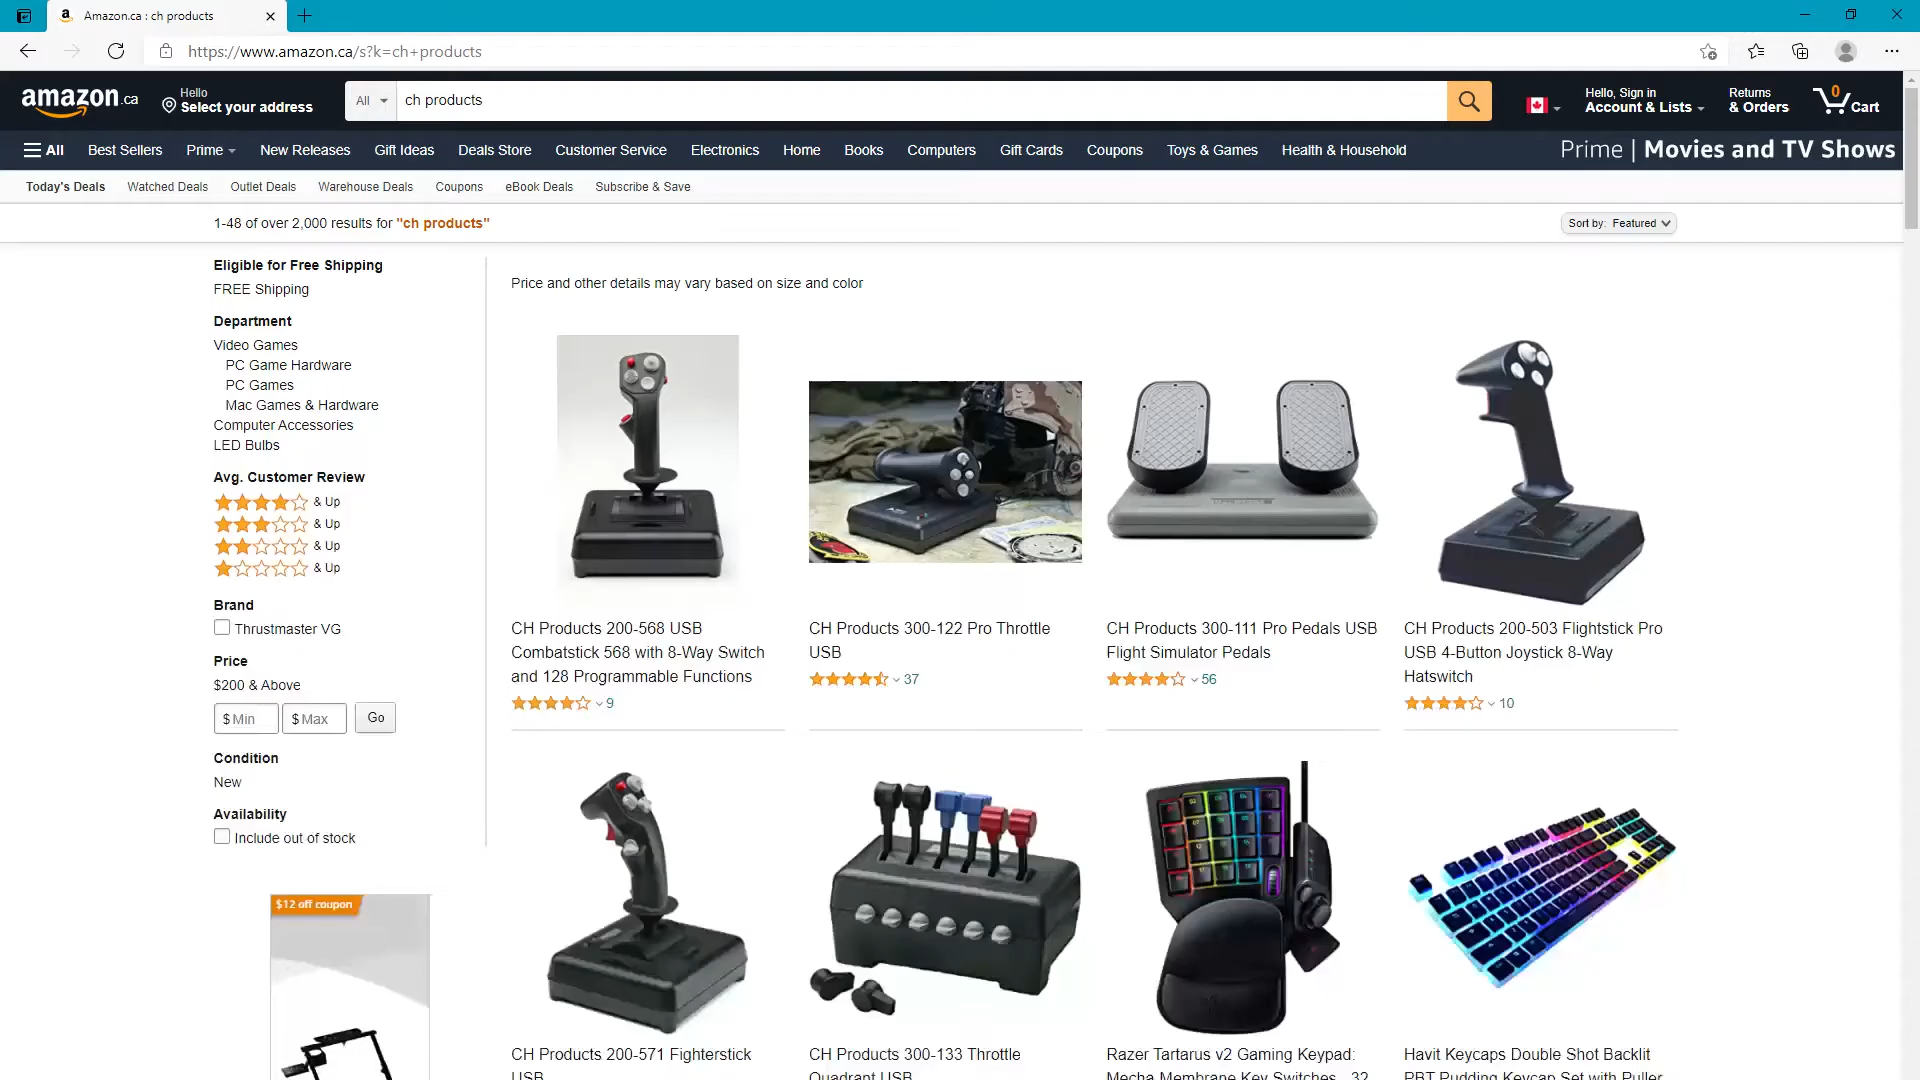 Amazon.ca : ch products
https://www.amazon.ca/s?k=ch+products
amazon.ca
Hello
Select your address
All
ch products
Hello, Sign in
Account & Lists
Returns
& Orders
0
Cart
All
Best Sellers
Prime
New Releases
Gift Ideas
Deals Store
Customer Service
Electronics
Home
Books
Computers
Gift Cards
Coupons
Toys & Games
Health & Household
Prime | Movies and TV Shows
Today's Deals
Watched Deals
Outlet Deals
Warehouse Deals
Coupons
eBook Deals
Subscribe & Save
1-48 of over 2,000 results for "ch products"
Sort by: Featured
Eligible for Free Shipping
FREE Shipping
Department
Video Games
PC Game Hardware
PC Games
Mac Games & Hardware
Computer Accessories
LED Bulbs
Avg. Customer Review
& Up
& Up
& Up
& Up
Brand
Thrustmaster VG
Price
$200 & Above
$ Min
$ Max
Go
Condition
New
Availability
Include out of stock
$12 off coupon
Price and other details may vary based on size and color
CH Products 200-568 USB
Combatstick 568 with 8-Way Switch
and 128 Programmable Functions
9
CH Products 300-122 Pro Throttle
USB
37
CH Products 300-111 Pro Pedals USB
Flight Simulator Pedals
56
CH Products 200-503 Flightstick Pro
USB 4-Button Joystick 8-Way
Hatswitch
10
CH Products 200-571 Fighterstick
USB
CH Products 300-133 Throttle
Quadrant USB
Razer Tartarus v2 Gaming Keypad:
Mecha Membrane Key Switches - 32
Havit Keycaps Double Shot Backlit
PBT Pudding Keycap Set with Puller